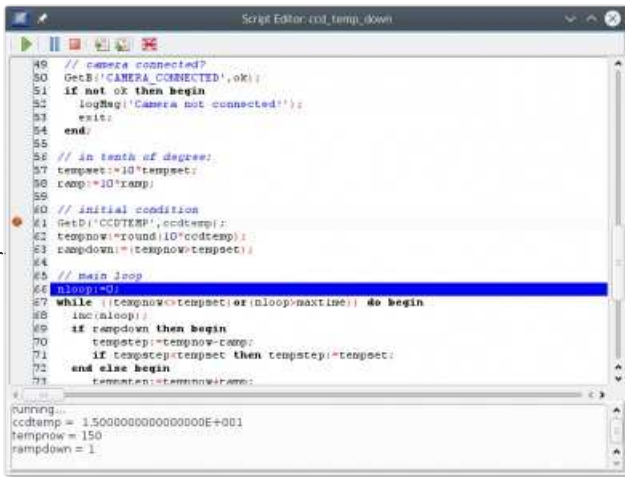 Script Editor: ccd_temp_down
49 // camera connected?
50 GetB('CAMERA_CONNECTED',ok);
51 if not ok then begin
52 logMsg('Camera not connected!');
53 exit;
54 end;
55
56 // in tenth of degree;
57 tempset:=10*tempset;
58 ramp:=10*ramp;
59
60 // initial condition
61 GetD('CCDTEMP',ccdtemp);
62 tempnow:=round(10*ccdtemp);
63 rampdown:=(tempnow>tempset);
64
65 // main loop
66 nloop:=0;
67 while ((tempnow<>tempset)or(nloop>maxtime)) do begin
68 inc(nloop);
69 if rampdown then begin
70 tempstep:=tempnow-ramp;
71 if tempstep<tempset then tempstep:=tempset;
72 end else begin
73 tempstep:=tempnow+ramp;
running...
ccdtemp = 1.5000000000000000E+001
tempnow = 150
rampdown = 1